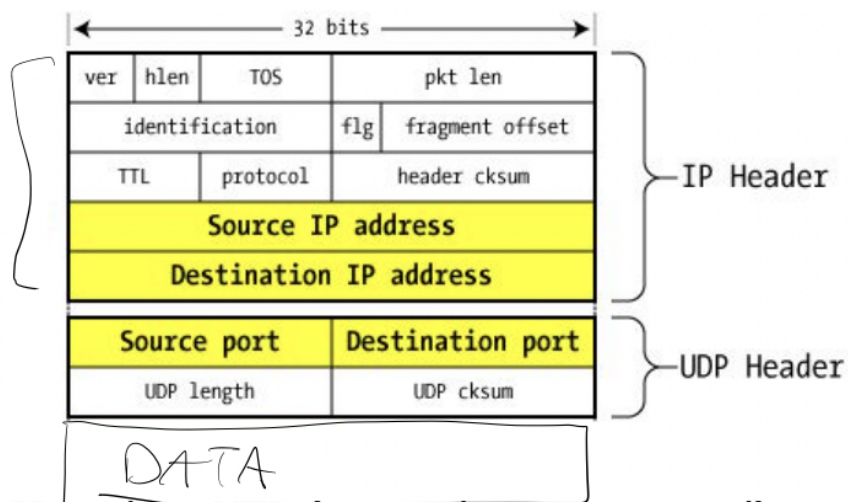 32 bits
ver hlen TOS pkt len
identification flg fragment offset
TTL protocol header cksum
IP Header
Source IP address
Destination IP address
Source port Destination port
UDP Header
UDP length UDP cksum
DATA